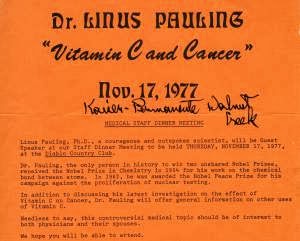 Dr. LINUS PAULING
"Vitamin C and Cancer"
Nov. 17, 1977
Kaiser-Permanente Walnut
Creek
MEDICAL STAFF DINNER MEETING
Linus Pauling, Ph.D., a courageous and outspoken scientist, will be Guest
Speaker at our Staff Dinner Meeting to be held THURSDAY, NOVEMBER 17, 1977,
at the Diablo Country Club.
Dr. Pauling, the only person in history to win two unshared Nobel Prizes,
received the Nobel Prize in Chemistry in 1954 for his work on the chemical
bond between atoms. In 1962, he was awarded the Nobel Peace Prize for his
campaign against the proliferation of nuclear testing.
In addition to discussing his latest investigation on the effect of
Vitamin C on Cancer, Dr. Pauling will offer general information on other uses
of Vitamin C.
Needless to say, this controversial medical topic should be of interest to
both physicians and their spouses.
We hope you will be able to attend.